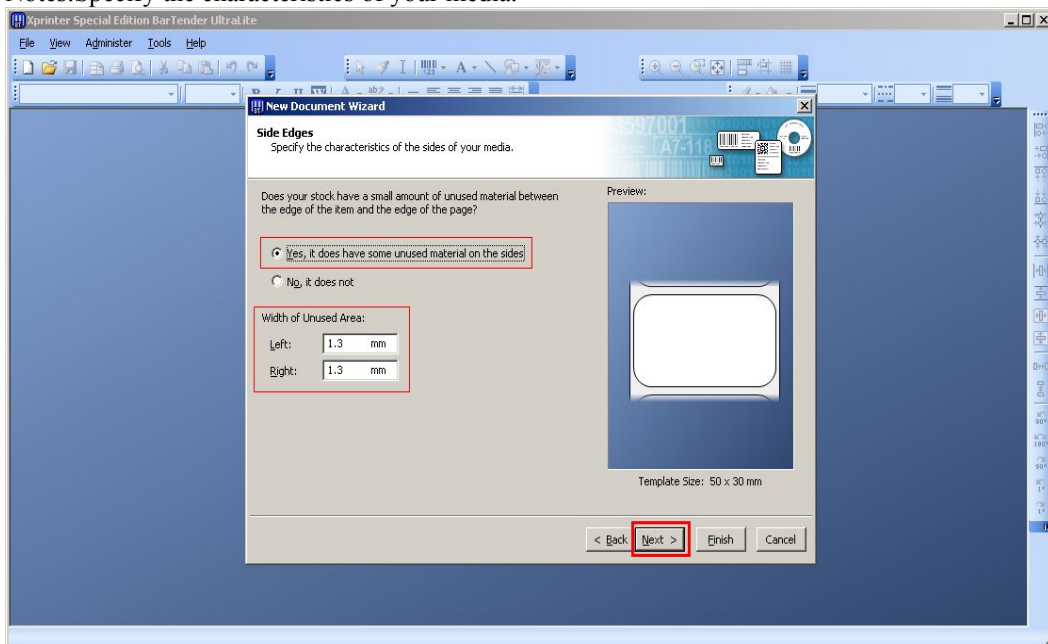 Notes:Specify the characteristics of your media.
Xprinter Special Edition BarTender UltraLite
File View Administer Tools Help
New Document Wizard
Side Edges
Specify the characteristics of the sides of your media.
Does your stock have a small amount of unused material between
the edge of the item and the edge of the page?
Yes, it does have some unused material on the sides
No, it does not
Width of Unused Area:
Left: 1.3 mm
Right: 1.3 mm
Preview:
Template Size: 50 x 30 mm
< Back Next > Finish Cancel